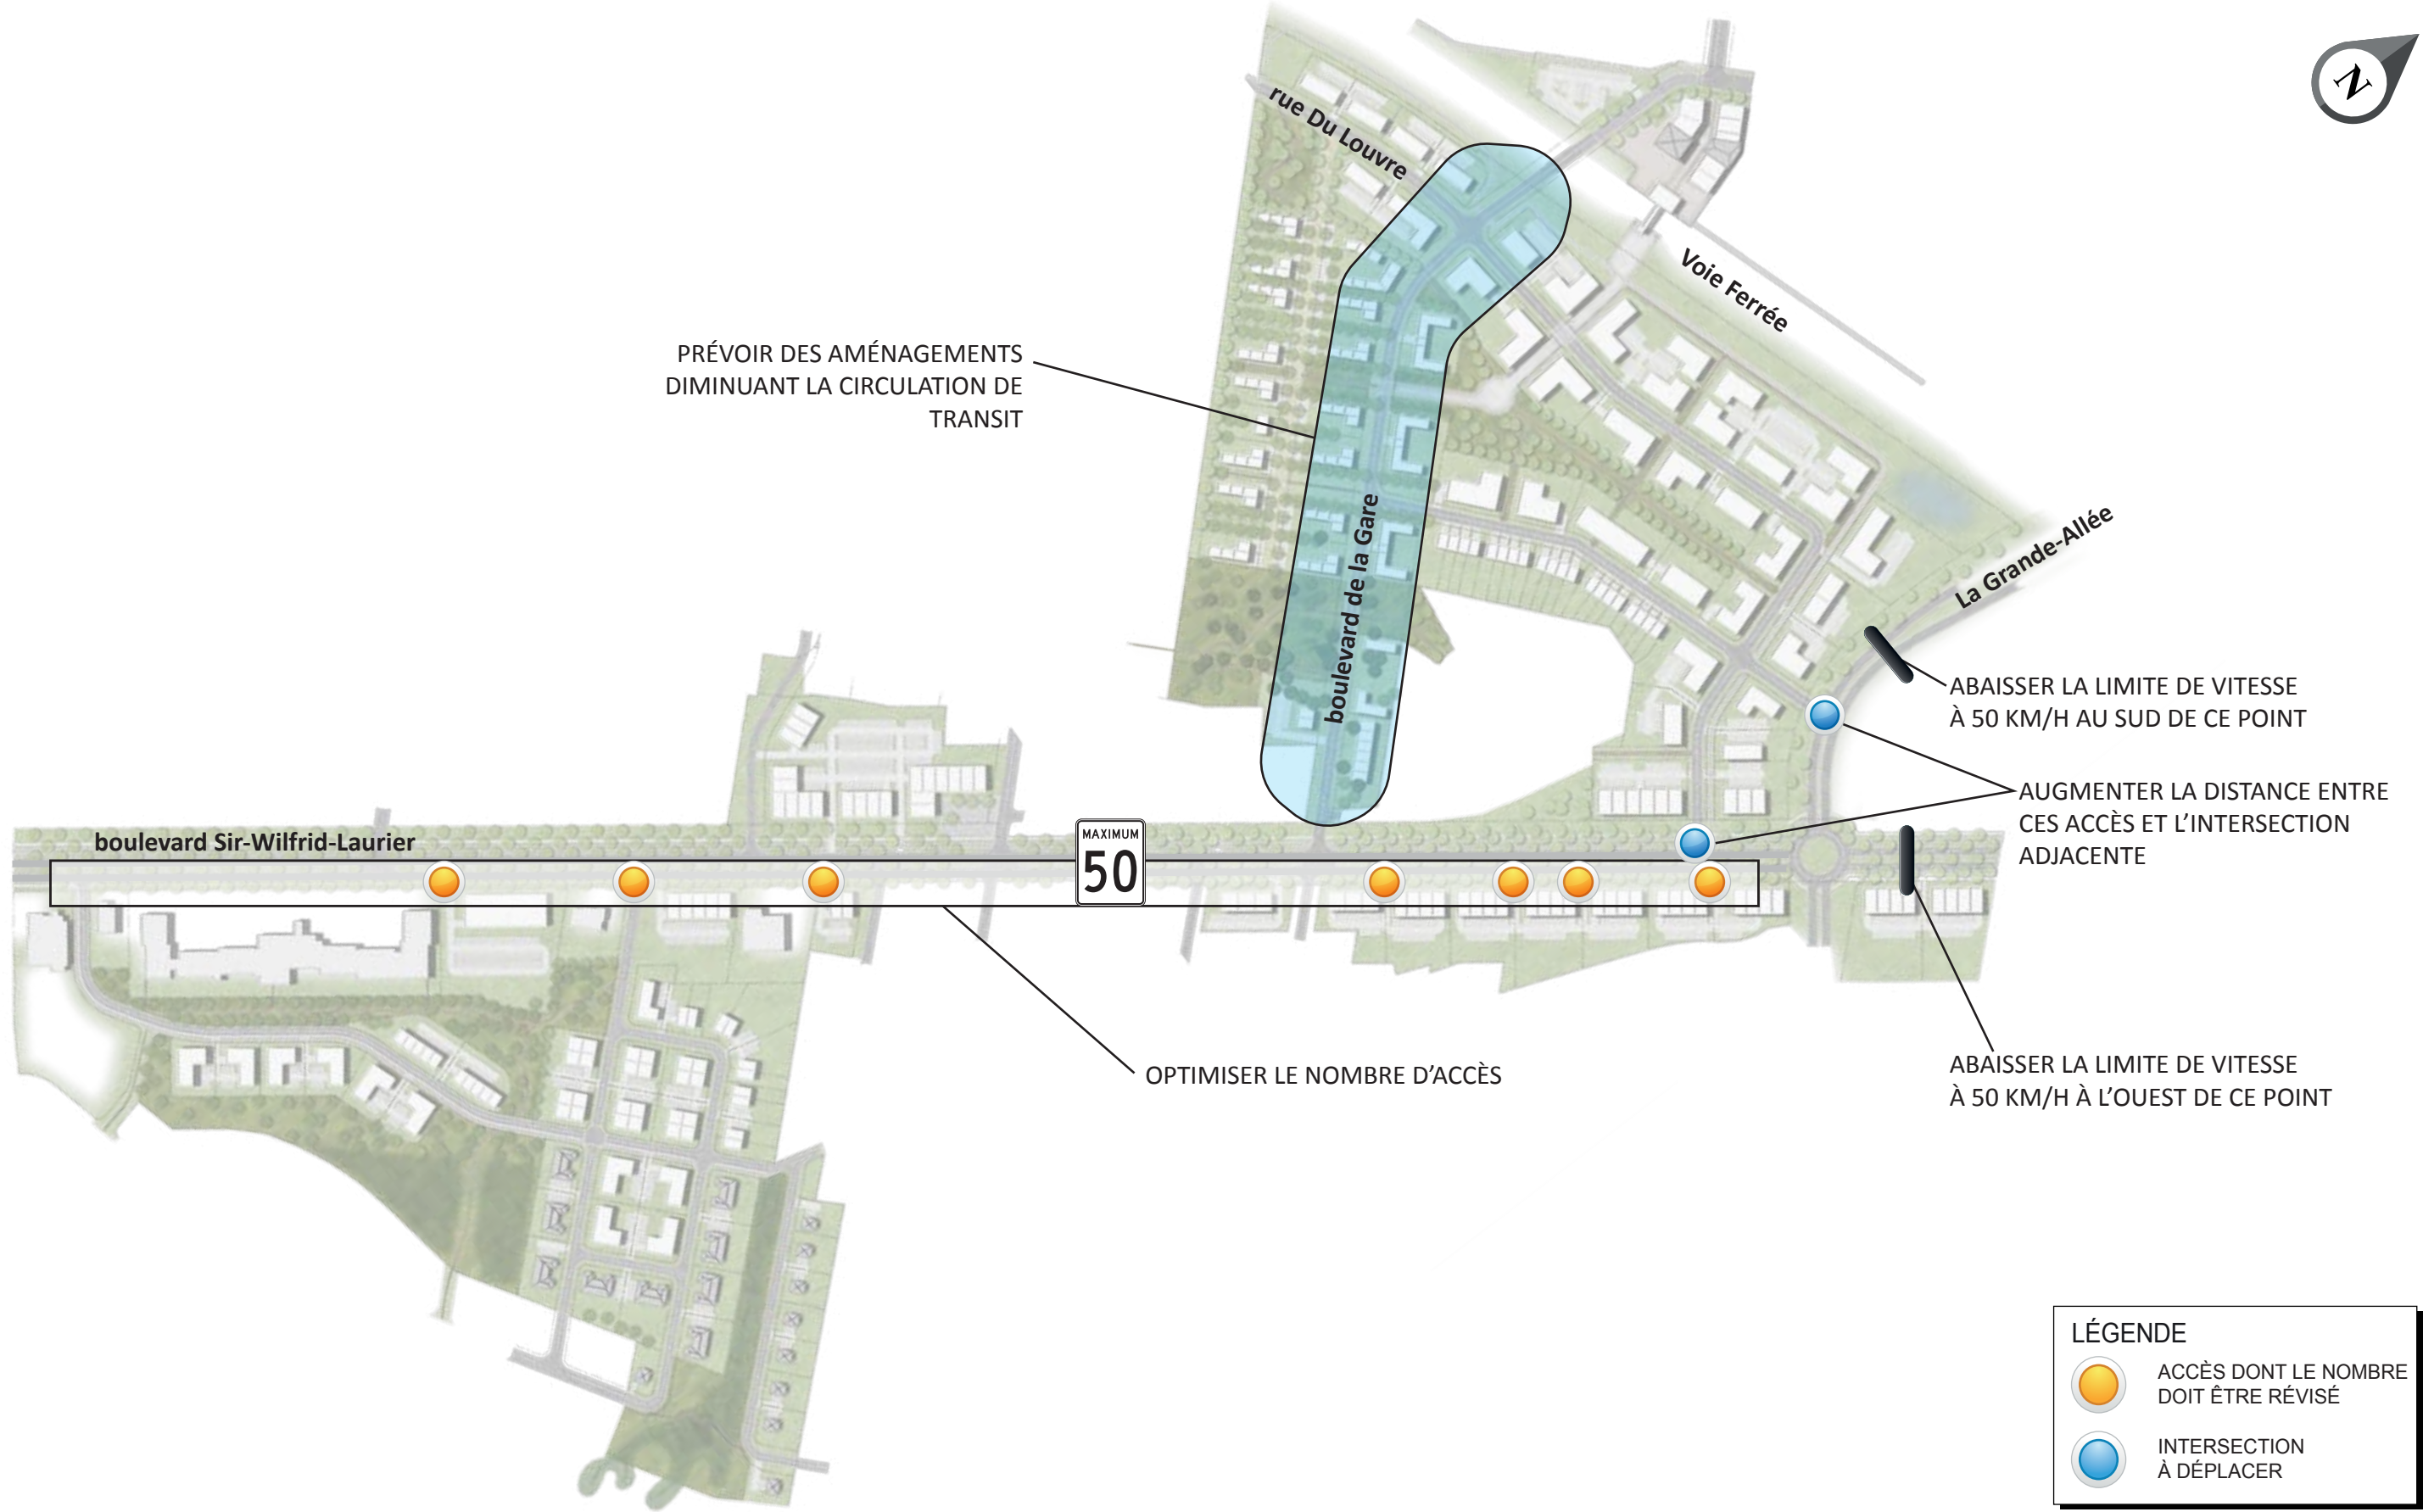 N
rue Du Louvre
Voie Ferrée
PRÉVOIR DES AMÉNAGEMENTS
DIMINUANT LA CIRCULATION DE
TRANSIT
boulevard de la Gare
La Grande-Allée
ABAISSER LA LIMITE DE VITESSE
À 50 KM/H AU SUD DE CE POINT
AUGMENTER LA DISTANCE ENTRE
CES ACCÈS ET L’INTERSECTION
ADJACENTE
boulevard Sir-Wilfrid-Laurier
MAXIMUM
50
OPTIMISER LE NOMBRE D’ACCÈS
ABAISSER LA LIMITE DE VITESSE
À 50 KM/H À L’OUEST DE CE POINT
LÉGENDE
ACCÈS DONT LE NOMBRE
DOIT ÊTRE RÉVISÉ
INTERSECTION
À DÉPLACER